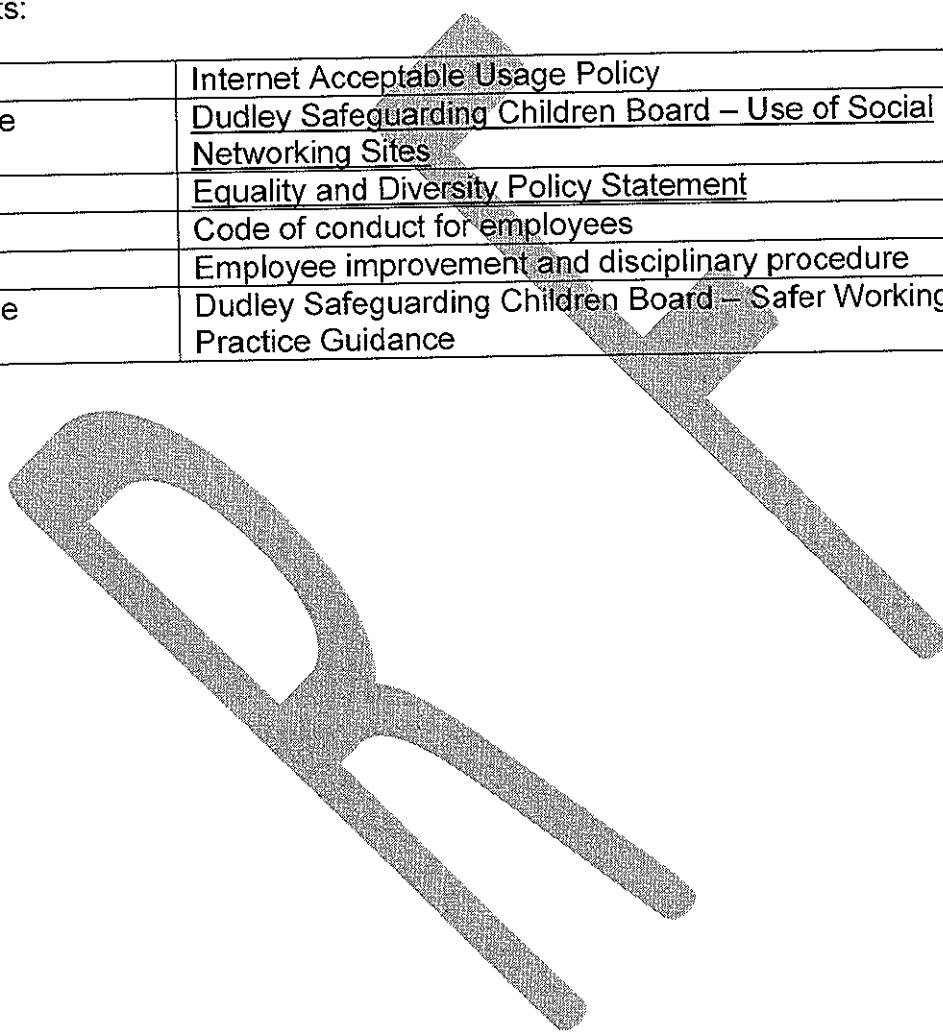 ts:
Internet Acceptable Usage Policy
e Dudley Safeguarding Children Board – Use of Social
Networking Sites
Equality and Diversity Policy Statement
Code of conduct for employees
Employee improvement and disciplinary procedure
e Dudley Safeguarding Children Board – Safer Working
Practice Guidance
R